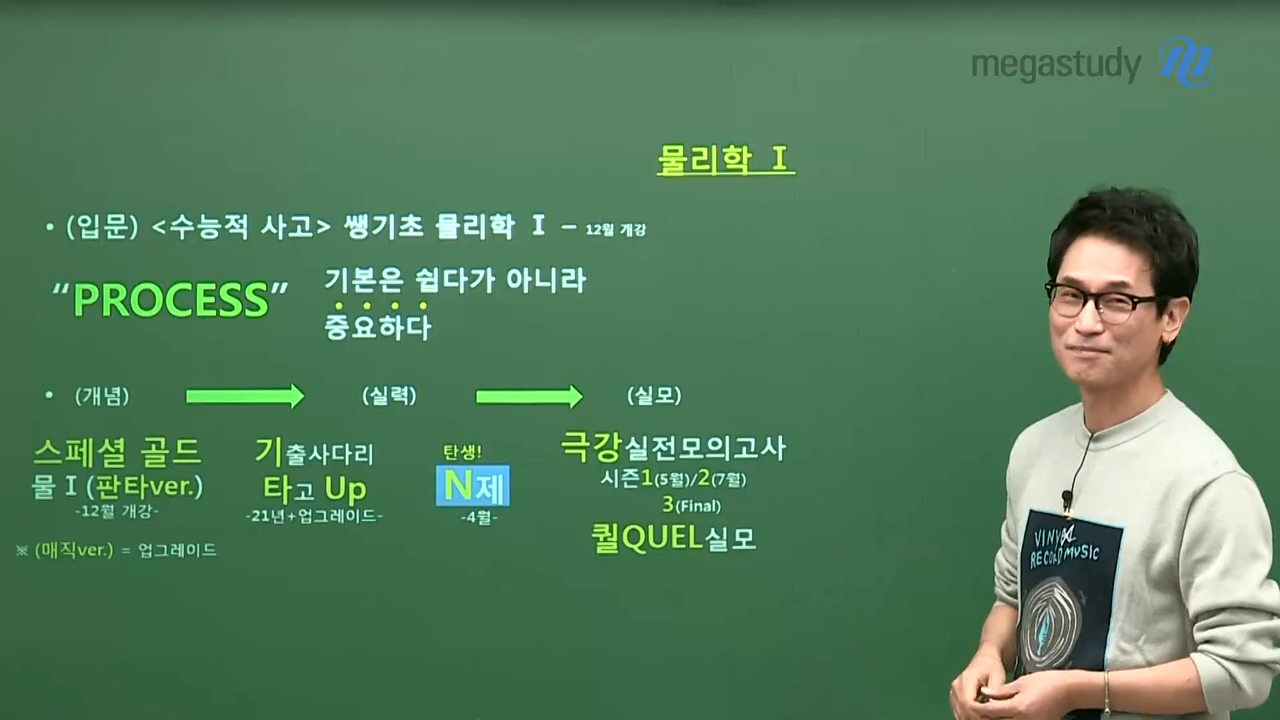 megastudy
물리학 Ⅰ
• (입문) <수능적 사고> 쌩기초 물리학 Ⅰ - 12월 개강
“PROCESS”
기본은 쉽다가 아니라
중요하다
• (개념) (실력) (실모)
스페셜 골드
물Ⅰ(판타ver.)
-12월 개강-
※ (매직ver.) = 업그레이드
기출사다리
타고 Up
-21년+업그레이드-
탄생!
N제
-4월-
극강실전모의고사
시즌1(5월)/2(7월)
3(Final)
퀄QUEL실모
VINYL
RECORD MUSIC